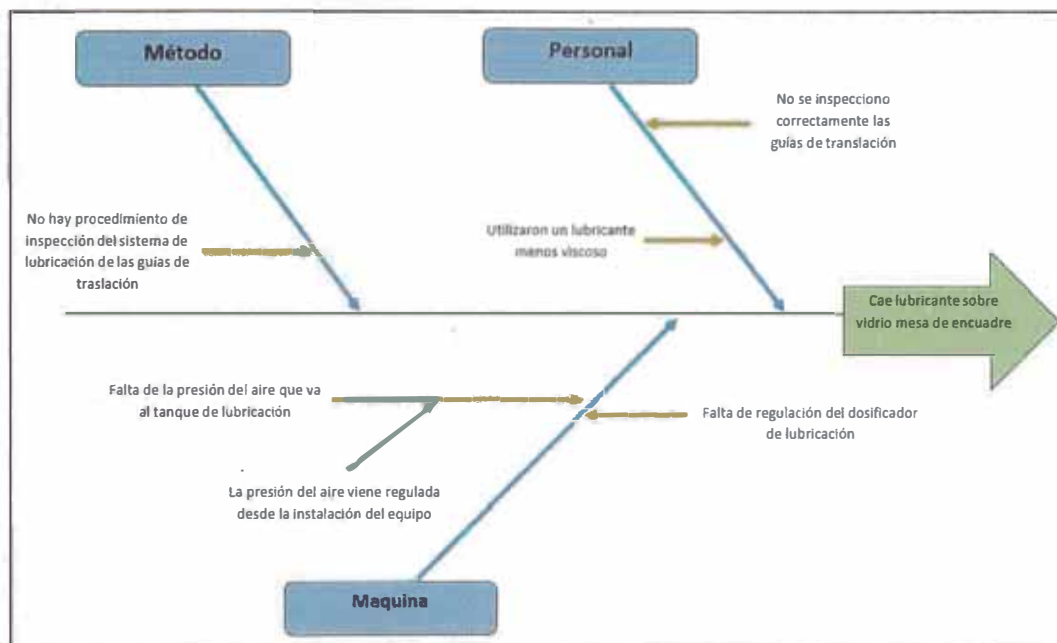 Método
Personal
No se inspecciono
correctamente las
guías de translación
No hay procedimiento de
inspección del sistema de
lubricación de las guías de
traslación
Utilizaron un lubricante
menos viscoso
Cae lubricante sobre
vidrio mesa de encuadre
Falta de la presión del aire que va
al tanque de lubricación
Falta de regulación del dosificador
de lubricación
La presión del aire viene regulada
desde la instalación del equipo
Maquina